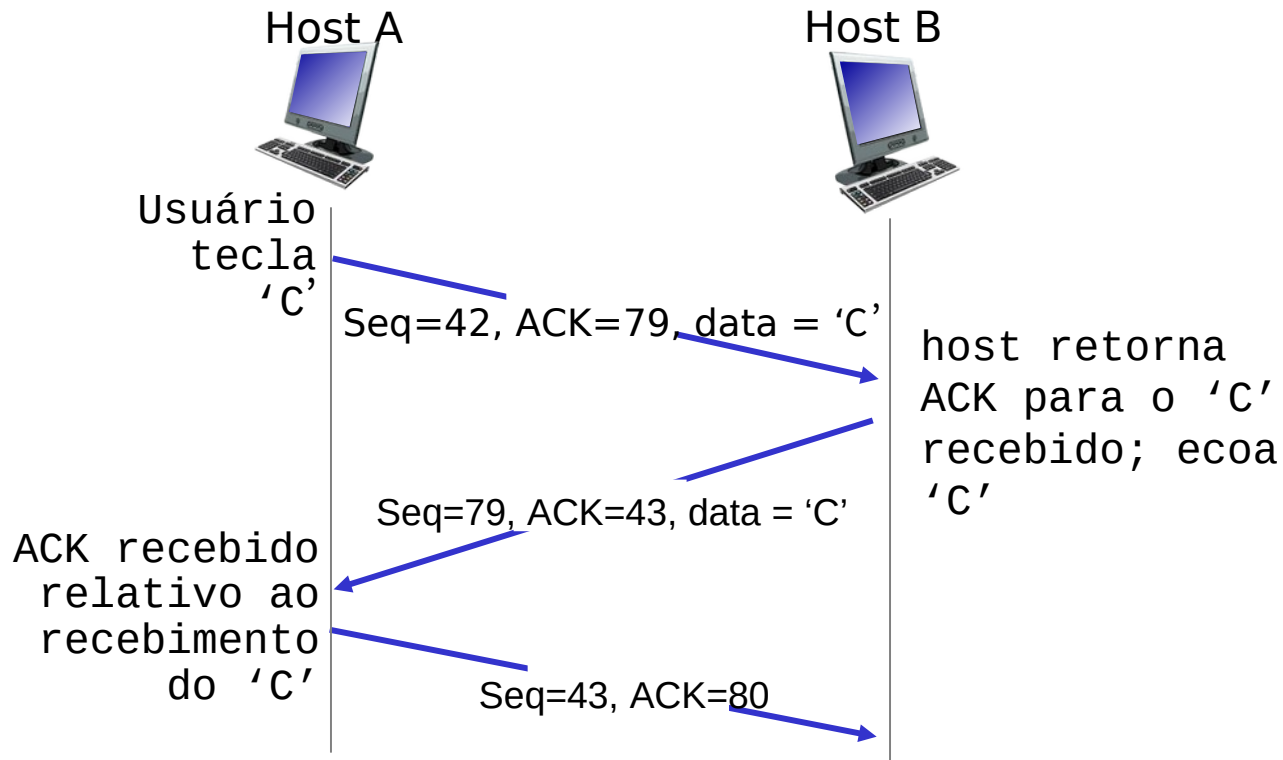 Host A
Host B
Usuário
tecla
‘C’
Seq=42, ACK=79, data = ‘C’
host retorna
ACK para o ‘C’
recebido; ecoa
‘C’
Seq=79, ACK=43, data = ‘C’
ACK recebido
relativo ao
recebimento
do ‘C’
Seq=43, ACK=80